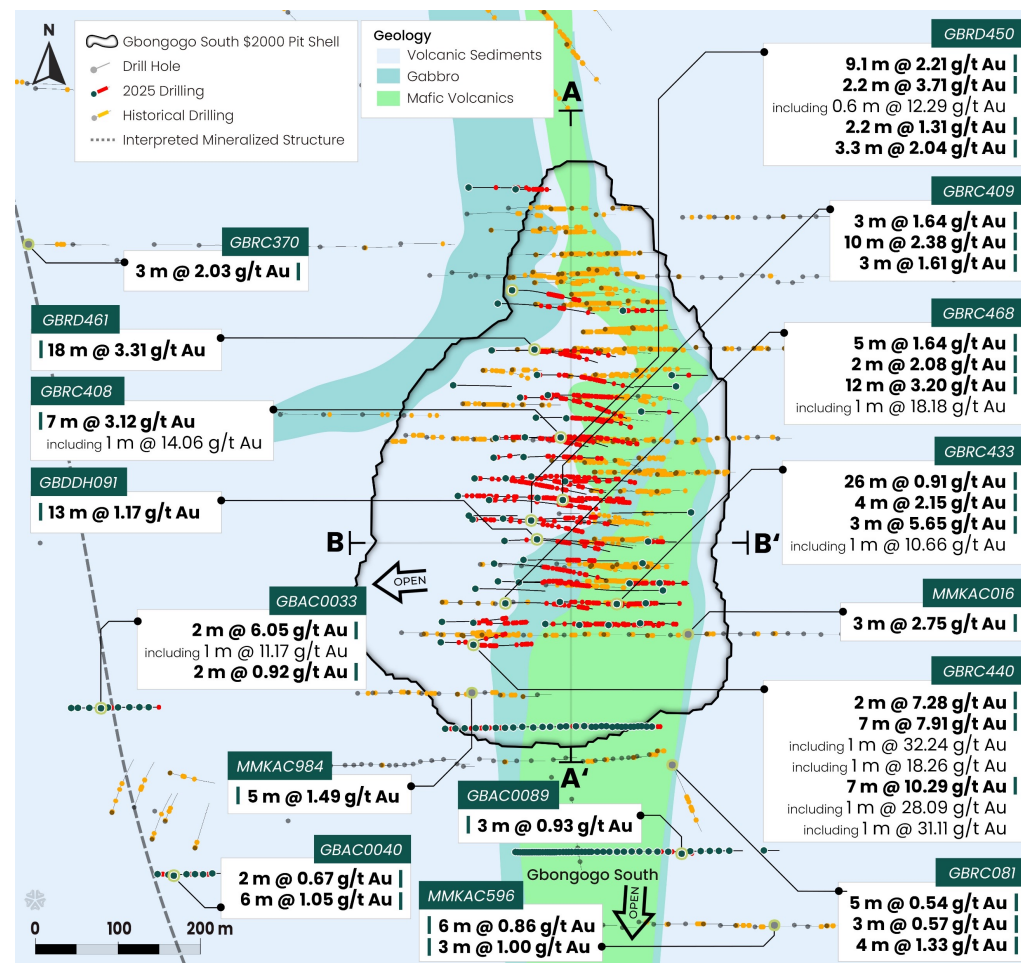 N
Gbongogo South $2000 Pit Shell
Drill Hole
2025 Drilling
Historical Drilling
Interpreted Mineralized Structure
Geology
Volcanic Sediments
Gabbro
Mafic Volcanics
A
GBRD450
9.1 m @ 2.21 g/t Au
2.2 m @ 3.71 g/t Au
including 0.6 m @ 12.29 g/t Au
2.2 m @ 1.31 g/t Au
3.3 m @ 2.04 g/t Au
GBRC409
3 m @ 1.64 g/t Au
10 m @ 2.38 g/t Au
3 m @ 1.61 g/t Au
GBRC370
3 m @ 2.03 g/t Au
GBRD461
18 m @ 3.31 g/t Au
GBRC468
5 m @ 1.64 g/t Au
2 m @ 2.08 g/t Au
12 m @ 3.20 g/t Au
including 1 m @ 18.18 g/t Au
GBRC408
7 m @ 3.12 g/t Au
including 1 m @ 14.06 g/t Au
GBRC433
26 m @ 0.91 g/t Au
4 m @ 2.15 g/t Au
3 m @ 5.65 g/t Au
including 1 m @ 10.66 g/t Au
GBDDH091
13 m @ 1.17 g/t Au
B
B'
OPEN
GBAC0033
2 m @ 6.05 g/t Au
including 1 m @ 11.17 g/t Au
2 m @ 0.92 g/t Au
MMKAC016
3 m @ 2.75 g/t Au
GBRC440
2 m @ 7.28 g/t Au
7 m @ 7.91 g/t Au
including 1 m @ 32.24 g/t Au
including 1 m @ 18.26 g/t Au
7 m @ 10.29 g/t Au
including 1 m @ 28.09 g/t Au
including 1 m @ 31.11 g/t Au
MMKAC984
5 m @ 1.49 g/t Au
A'
GBAC0089
3 m @ 0.93 g/t Au
GBAC0040
2 m @ 0.67 g/t Au
6 m @ 1.05 g/t Au
Gbongogo South
OPEN
MMKAC596
6 m @ 0.86 g/t Au
3 m @ 1.00 g/t Au
GBRC081
5 m @ 0.54 g/t Au
3 m @ 0.57 g/t Au
4 m @ 1.33 g/t Au
0 100 200 m